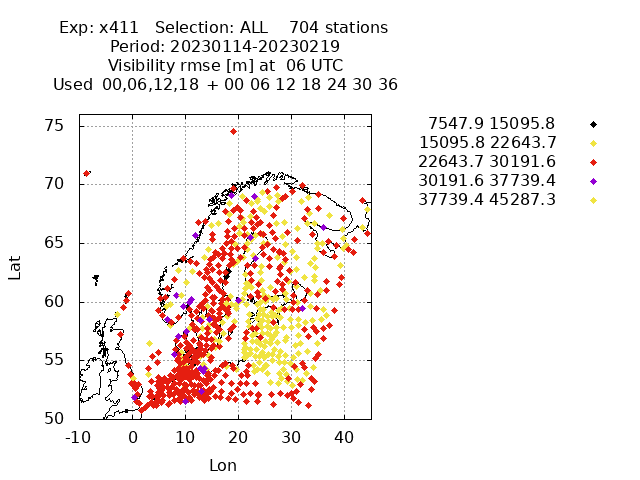 Exp: x411 Selection: ALL 704 stations
Period: 20230114-20230219
Visibility rmse [m] at 06 UTC
Used 00,06,12,18 + 00 06 12 18 24 30 36
7547.9 15095.8
15095.8 22643.7
22643.7 30191.6
30191.6 37739.4
37739.4 45287.3
75
70
65
60
55
50
Lat
-10 0 10 20 30 40
Lon